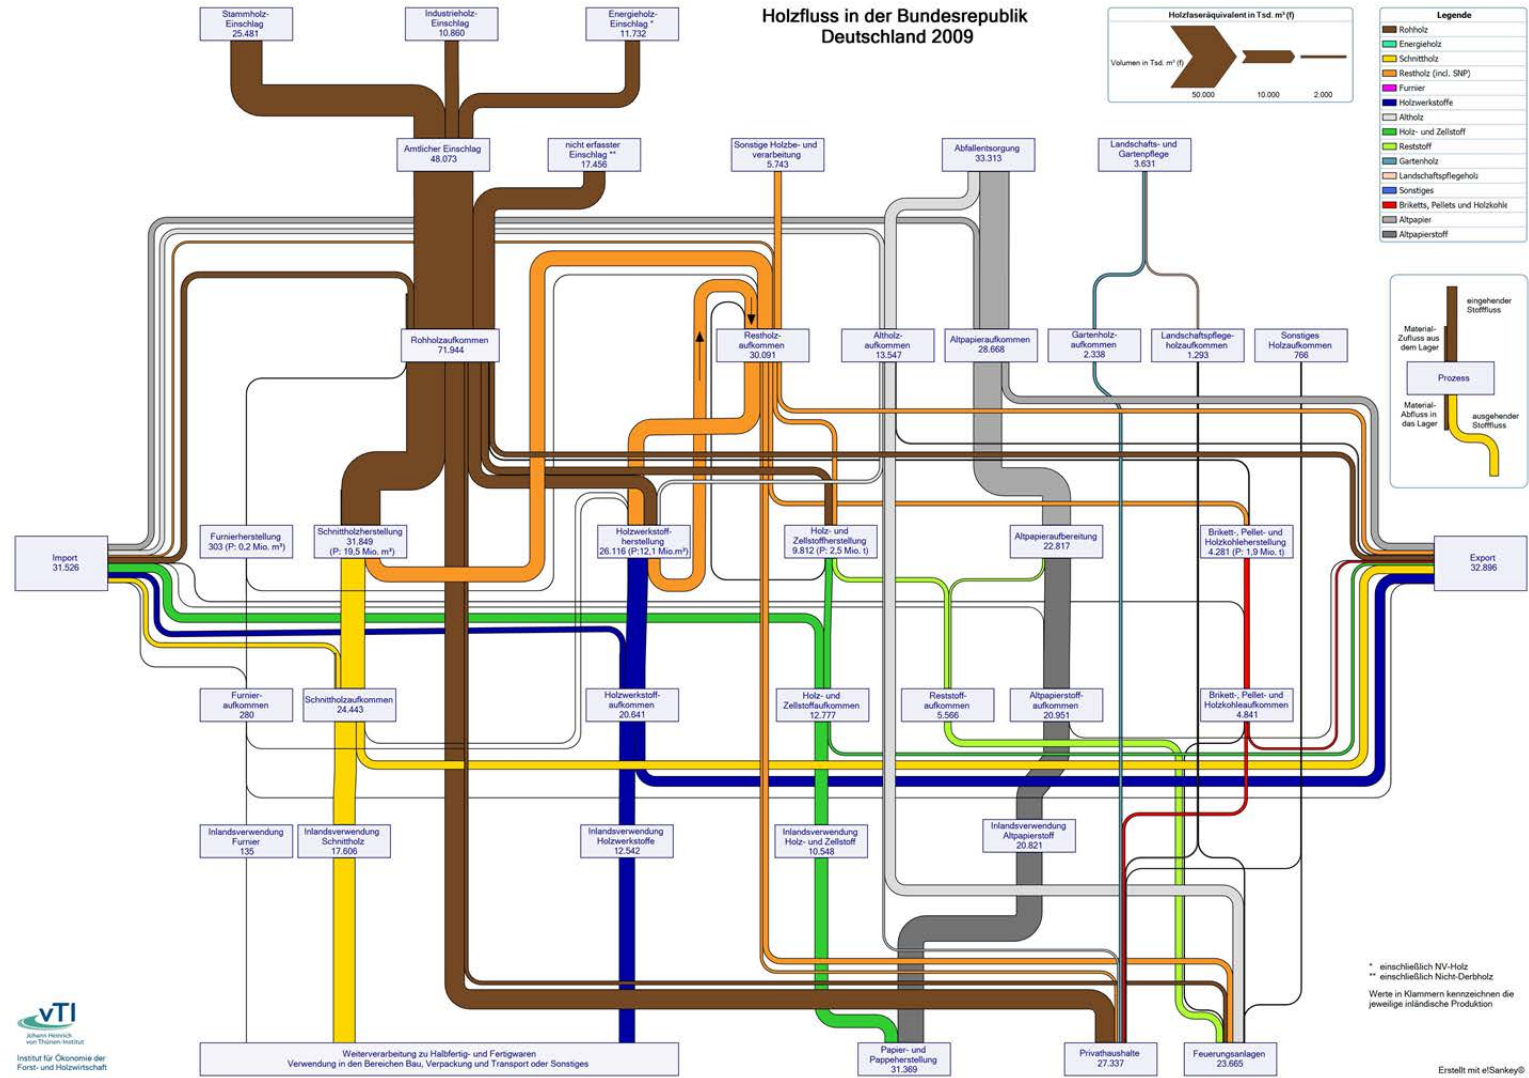 Holzfluss in der Bundesrepublik
Deutschland 2009
Stammholz-
Einschlag
25.481
Industrieholz-
Einschlag
10.860
Energieholz-
Einschlag *
11.732
Holzfaseräquivalent in Tsd. m³ (f)
Volumen in Tsd. m³ (f)
50.000
10.000
2.000
Legende
Rohholz
Energieholz
Schnittholz
Restholz (incl. SNP)
Furnier
Holzwerkstoffe
Altholz
Holz- und Zellstoff
Reststoff
Gartenholz
Landschaftspflegeholz
Sonstiges
Briketts, Pellets und Holzkohle
Altpapier
Altpapierstoff
Amtlicher Einschlag
48.073
nicht erfasster
Einschlag **
17.456
Sonstige Holzbe- und
verarbeitung
5.743
Abfallentsorgung
33.313
Landschafts- und
Gartenpflege
3.631
Rohholzaufkommen
71.944
Restholz-
aufkommen
30.091
Altholz-
aufkommen
13.547
Altpapieraufkommen
28.668
Gartenholz-
aufkommen
2.338
Landschaftspflege-
holzaufkommen
1.293
Sonstiges
Holzaufkommen
766
eingehender
Stofffluss
Material-
Zufluss aus
dem Lager
Prozess
Material-
Abfluss in
das Lager
ausgehender
Stofffluss
Import
31.526
Furnierherstellung
303 (P: 0,2 Mio. m³)
Schnittholzherstellung
31.849
(P: 19,5 Mio. m³)
Holzwerkstoff-
herstellung
26.116 (P:12,1 Mio.m³)
Holz- und
Zellstoffherstellung
9.812 (P: 2,5 Mio. t)
Altpapieraufbereitung
22.817
Brikett-, Pellet- und
Holzkohleherstellung
4.281 (P: 1,9 Mio. t)
Export
32.896
Furnier-
aufkommen
280
Schnittholzaufkommen
24.443
Holzwerkstoff-
aufkommen
20.641
Holz- und
Zellstoffaufkommen
12.777
Reststoff-
aufkommen
5.566
Altpapierstoff-
aufkommen
20.951
Brikett-, Pellet- und
Holzkohleaufkommen
4.841
Inlandsverwendung
Furnier
135
Inlandsverwendung
Schnittholz
17.606
Inlandsverwendung
Holzwerkstoffe
12.542
Inlandsverwendung
Holz- und Zellstoff
10.548
Inlandsverwendung
Altpapierstoff
20.821
* einschließlich NV-Holz
** einschließlich Nicht-Derbholz
Werte in Klammern kennzeichnen die
jeweilige inländische Produktion
vTI
Johann Heinrich
von Thünen-Institut
Institut für Ökonomie der
Forst- und Holzwirtschaft
Weiterverarbeitung zu Halbfertig- und Fertigwaren
Verwendung in den Bereichen Bau, Verpackung und Transport oder Sonstiges
Papier- und
Pappeherstellung
31.369
Privathaushalte
27.337
Feuerungsanlagen
23.665
Erstellt mit e!Sankey®